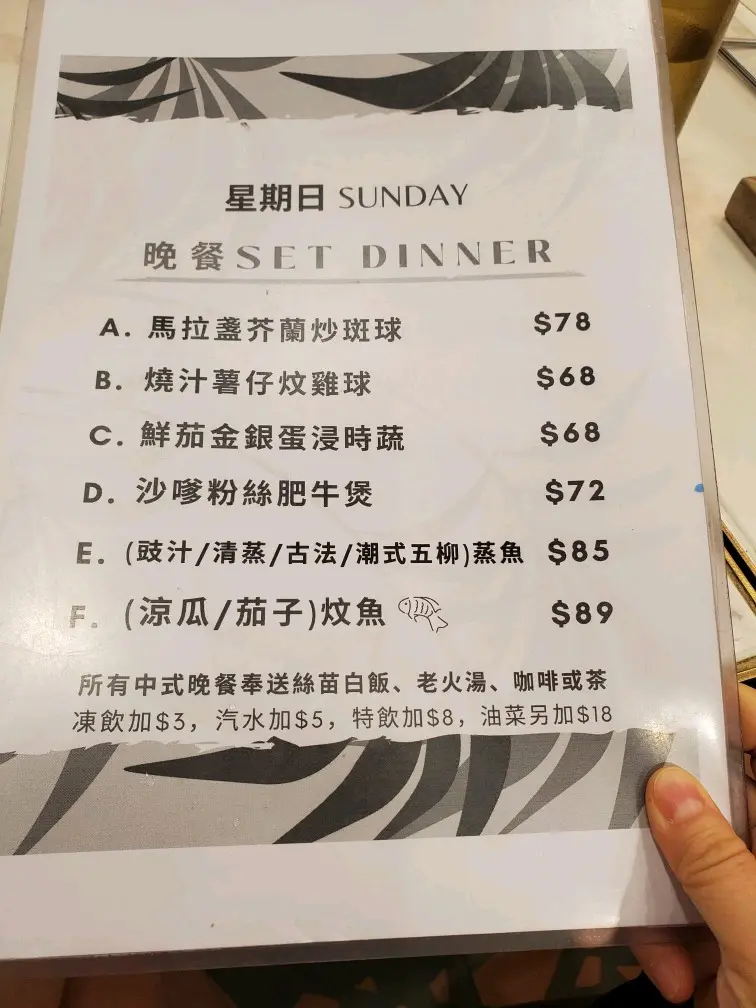 星期日 SUNDAY
晚餐 SET DINNER
A. 馬拉盞芥蘭炒斑球 $78
B. 燒汁薯仔炆雞球 $68
C. 鮮茄金銀蛋浸時蔬 $68
D. 沙嗲粉絲肥牛煲 $72
E. (豉汁/清蒸/古法/潮式五柳)蒸魚 $85
F. (涼瓜/茄子)炆魚 $89
所有中式晚餐奉送絲苗白飯、老火湯、咖啡或茶
凍飲加$3，汽水加$5，特飲加$8，油菜另加$18